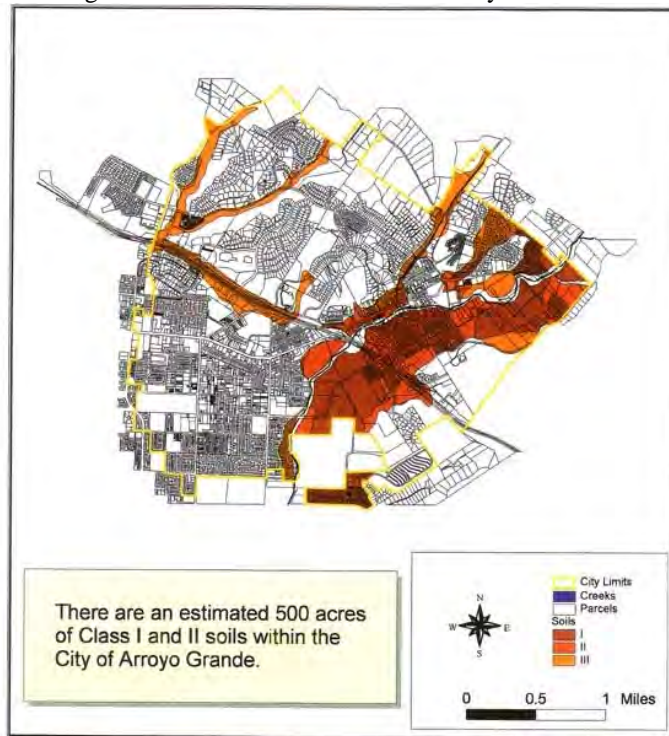 There are an estimated 500 acres
of Class I and II soils within the
City of Arroyo Grande.
N
W E
S
City Limits
Creeks
Parcels
Soils
I
II
III
0 0.5 1 Miles